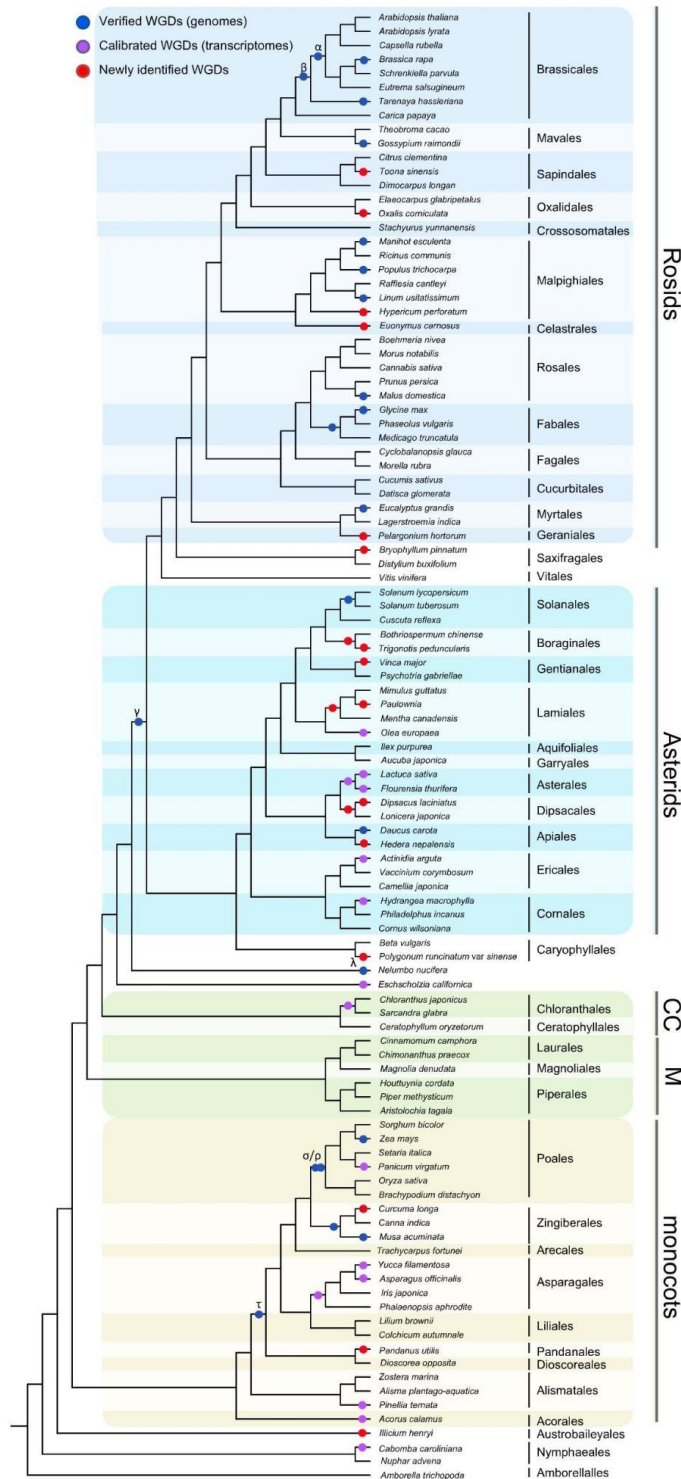 Verified WGDs (genomes)
Calibrated WGDs (transcriptomes)
Newly identified WGDs
α
β
γ
λ
σ/ρ
τ
Arabidopsis thaliana
Arabidopsis lyrata
Capsella rubella
Brassica rapa
Schrenkiella parvula
Eutrema salsugineum
Tarenaya hassleriana
Carica papaya
Brassicales
Theobroma cacao
Gossypium raimondii
Mavales
Citrus clementina
Toona sinensis
Dimocarpus longan
Sapindales
Elaeocarpus glabripetalus
Oxalis corniculata
Oxalidales
Stachyurus yunnanensis
Crossosomatales
Manihot esculenta
Ricinus communis
Populus trichocarpa
Rafflesia cantleyi
Linum usitatissimum
Hypericum perforatum
Malpighiales
Euonymus carnosus
Celastrales
Boehmeria nivea
Morus notabilis
Cannabis sativa
Prunus persica
Malus domestica
Rosales
Glycine max
Phaseolus vulgaris
Medicago truncatula
Fabales
Cyclobalanopsis glauca
Morella rubra
Fagales
Cucumis sativus
Datisca glomerata
Cucurbitales
Eucalyptus grandis
Lagerstroemia indica
Myrtales
Pelargonium hortorum
Geraniales
Rosids
Bryophyllum pinnatum
Distylium buxifolium
Saxifragales
Vitis vinifera
Vitales
Solanum lycopersicum
Solanum tuberosum
Cuscuta reflexa
Solanales
Bothriospermum chinense
Trigonotis peduncularis
Boraginales
Vinca major
Psychotria gabriellae
Gentianales
Mimulus guttatus
Paulownia
Mentha canadensis
Olea europaea
Lamiales
Ilex purpurea
Aquifoliales
Aucuba japonica
Garryales
Lactuca sativa
Flourensia thurifera
Asterales
Dipsacus laciniatus
Lonicera japonica
Dipsacales
Daucus carota
Hedera nepalensis
Apiales
Actinidia arguta
Vaccinium corymbosum
Camellia japonica
Ericales
Hydrangea macrophylla
Philadelphus incanus
Cornus wilsoniana
Cornales
Asterids
Beta vulgaris
Polygonum runcinatum var sinense
Caryophyllales
Nelumbo nucifera
Eschscholzia californica
Chloranthus japonicus
Sarcandra glabra
Chloranthales
Ceratophyllum oryzetorum
Ceratophyllales
CC
Cinnamomum camphora
Chimonanthus praecox
Laurales
Magnolia denudata
Magnoliales
Houttuynia cordata
Piper methysticum
Aristolochia tagala
Piperales
M
Sorghum bicolor
Zea mays
Setaria italica
Panicum virgatum
Oryza sativa
Brachypodium distachyon
Poales
Curcuma longa
Canna indica
Musa acuminata
Zingiberales
Trachycarpus fortunei
Arecales
Yucca filamentosa
Asparagus officinalis
Iris japonica
Phalaenopsis aphrodite
Asparagales
Lilium brownii
Colchicum autumnale
Liliales
Pandanus utilis
Pandanales
Dioscorea opposita
Dioscoreales
Zostera marina
Alisma plantago-aquatica
Pinellia ternata
Alismatales
Acorus calamus
Acorales
monocots
Illicium henryi
Austrobaileyales
Cabomba caroliniana
Nuphar advena
Nymphaeales
Amborella trichopoda
Amborellalles